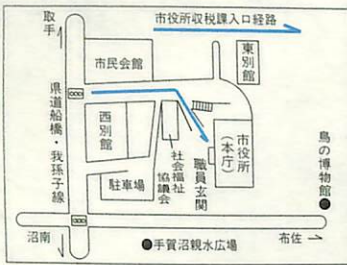 取手
市役所収税課入口経路
市民会館
東別館
県道船橋・我孫子線
西別館
市役所
(本庁)
鳥の博物館
社会福祉
協議会
職員玄関
駐車場
沼南
手賀沼親水広場
布佐